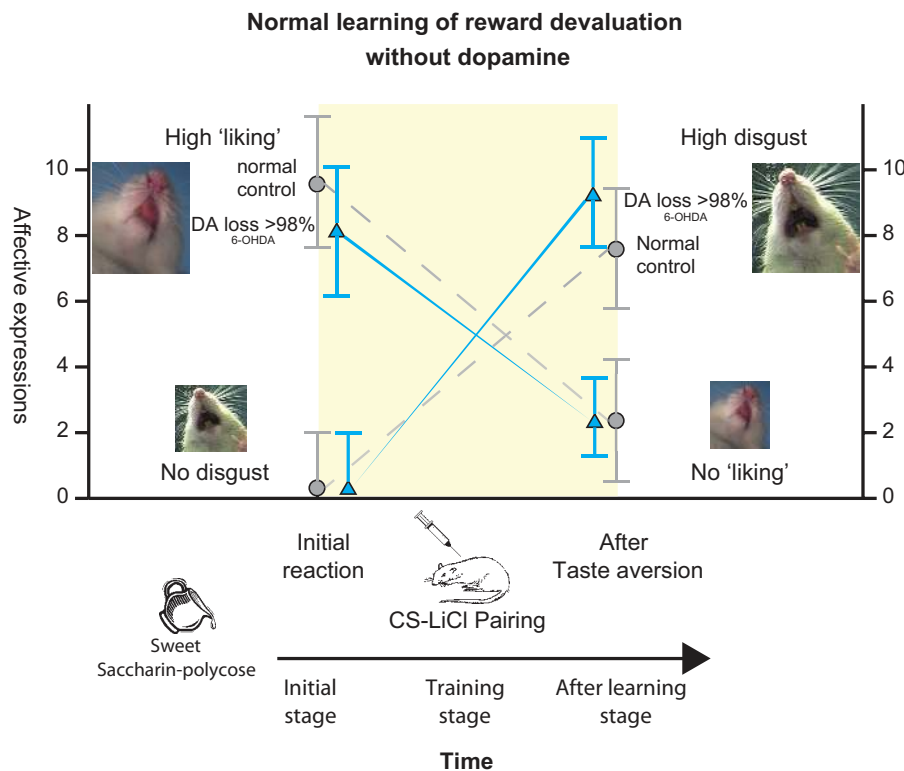 Normal learning of reward devaluation
without dopamine
High 'liking'
High disgust
normal
control
DA loss >98%
6-OHDA
DA loss >98%
6-OHDA
Normal
control
No disgust
No 'liking'
Affective expressions
10
8
6
4
2
0
10
8
6
4
2
0
Initial
reaction
After
Taste aversion
CS-LiCl Pairing
Sweet
Saccharin-polycose
Initial
stage
Training
stage
After learning
stage
Time